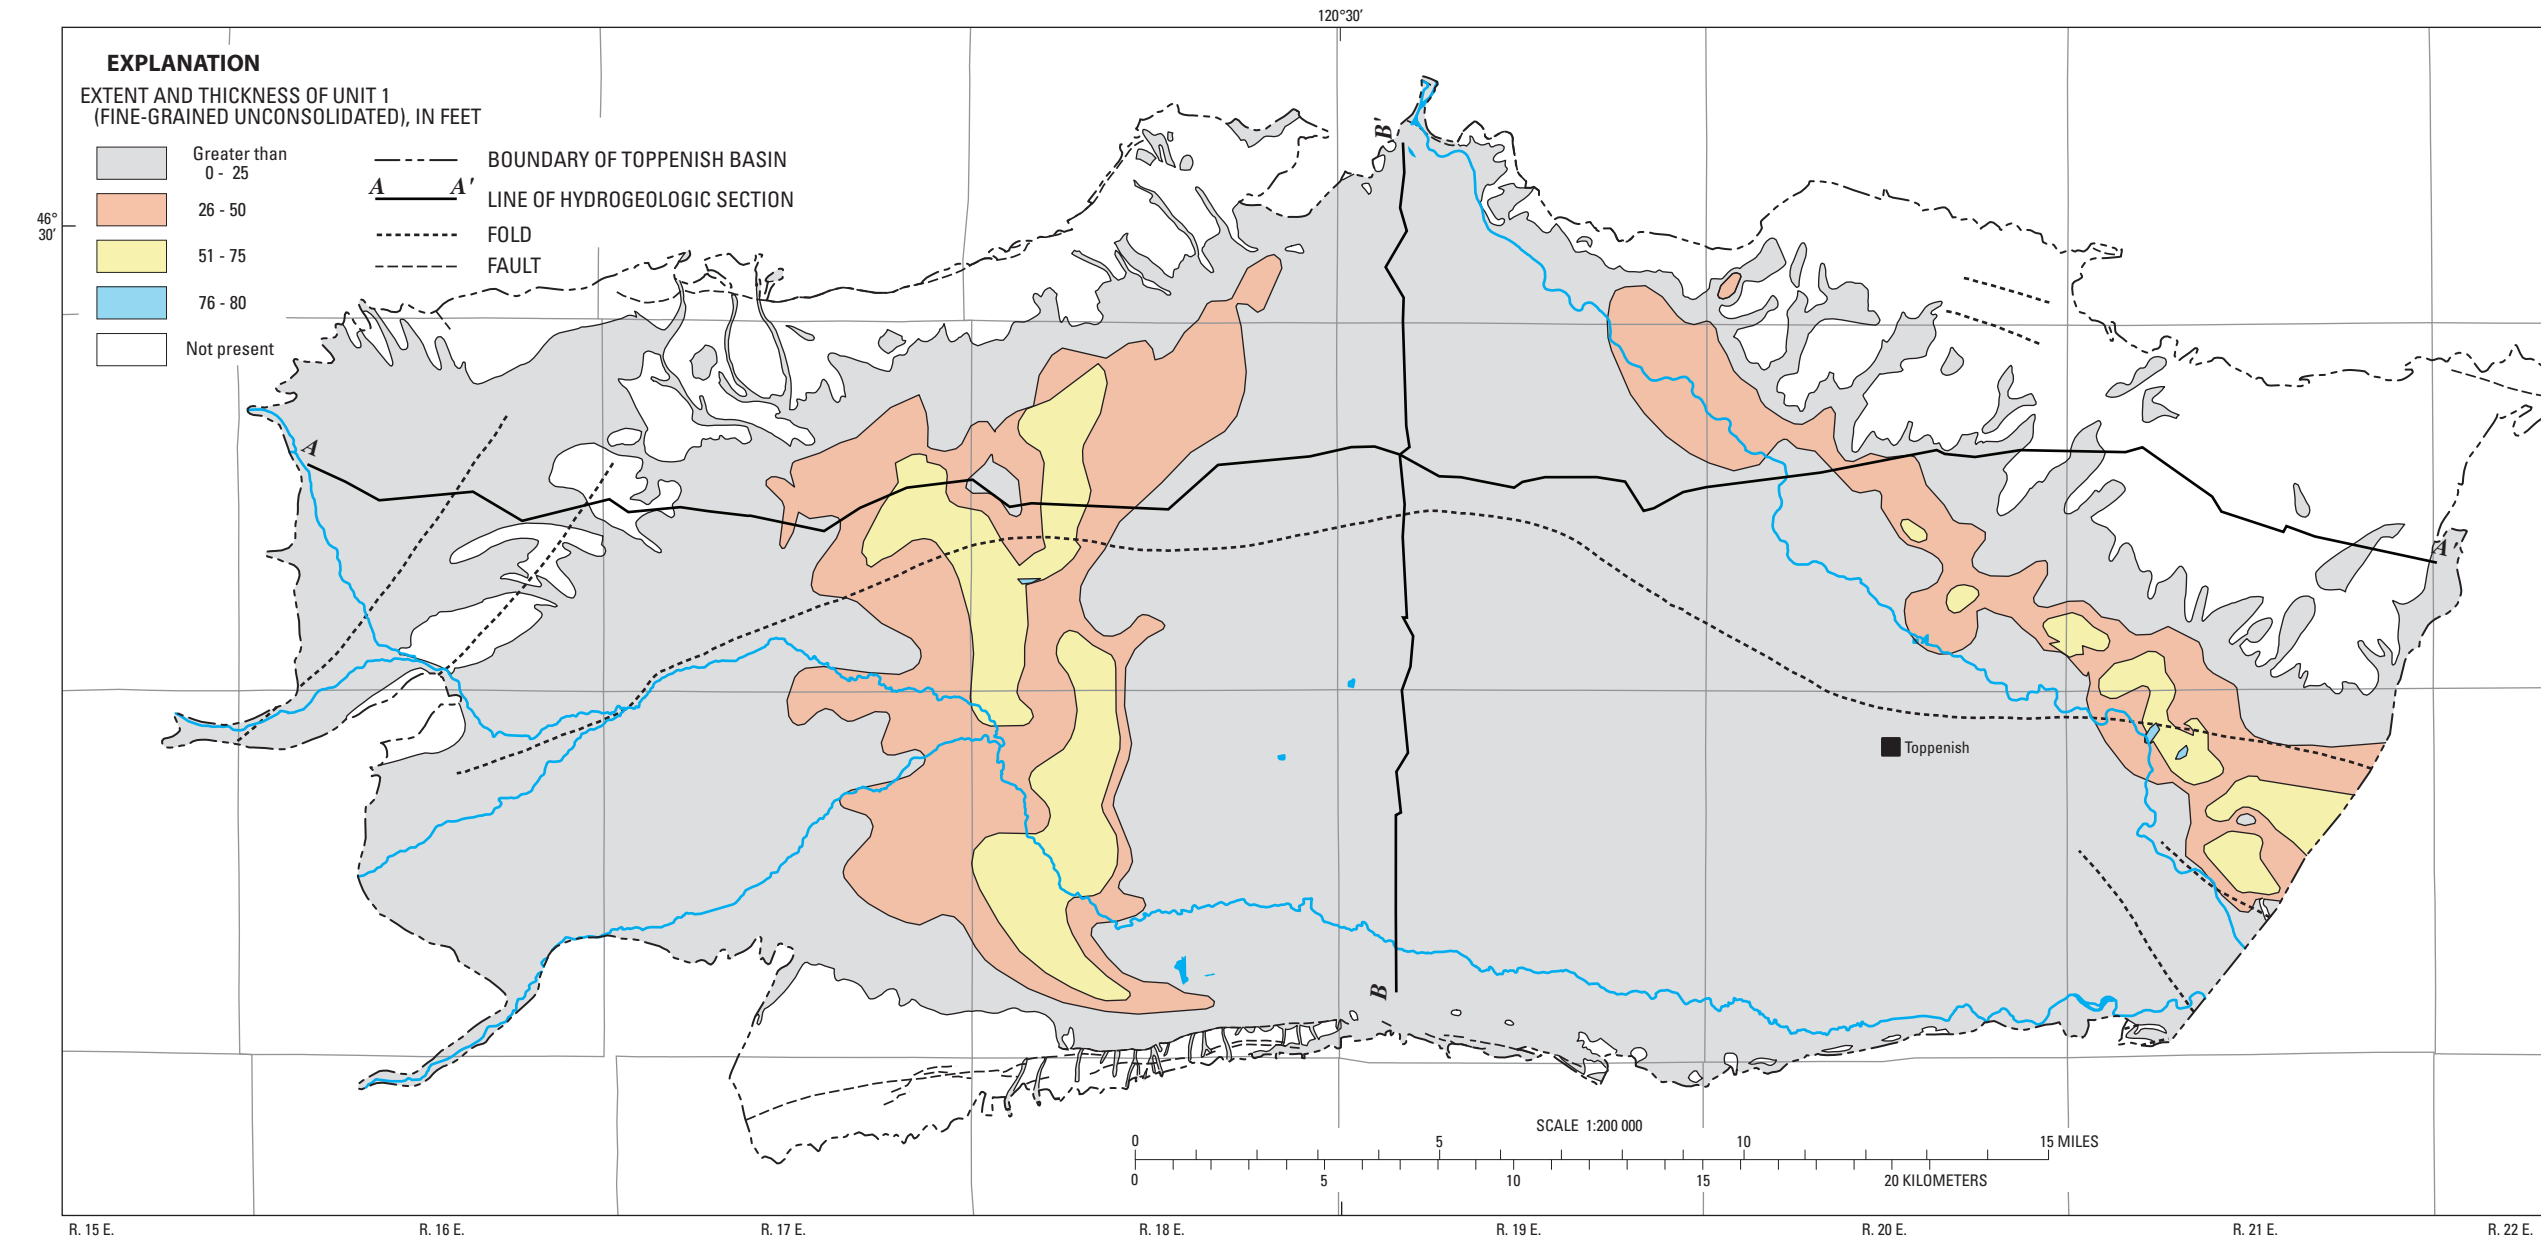 120°30′
EXPLANATION
EXTENT AND THICKNESS OF UNIT 1
(FINE-GRAINED UNCONSOLIDATED), IN FEET
Greater than
0 - 25
26 - 50
51 - 75
76 - 80
Not present
BOUNDARY OF TOPPENISH BASIN
A A′
LINE OF HYDROGEOLOGIC SECTION
FOLD
FAULT
46°
30′
B′
A
A′
Toppenish
B
SCALE 1:200 000
0 5 10 15 MILES
0 5 10 15 20 KILOMETERS
R. 15 E. R. 16 E. R. 17 E. R. 18 E. R. 19 E. R. 20 E. R. 21 E. R. 22 E.